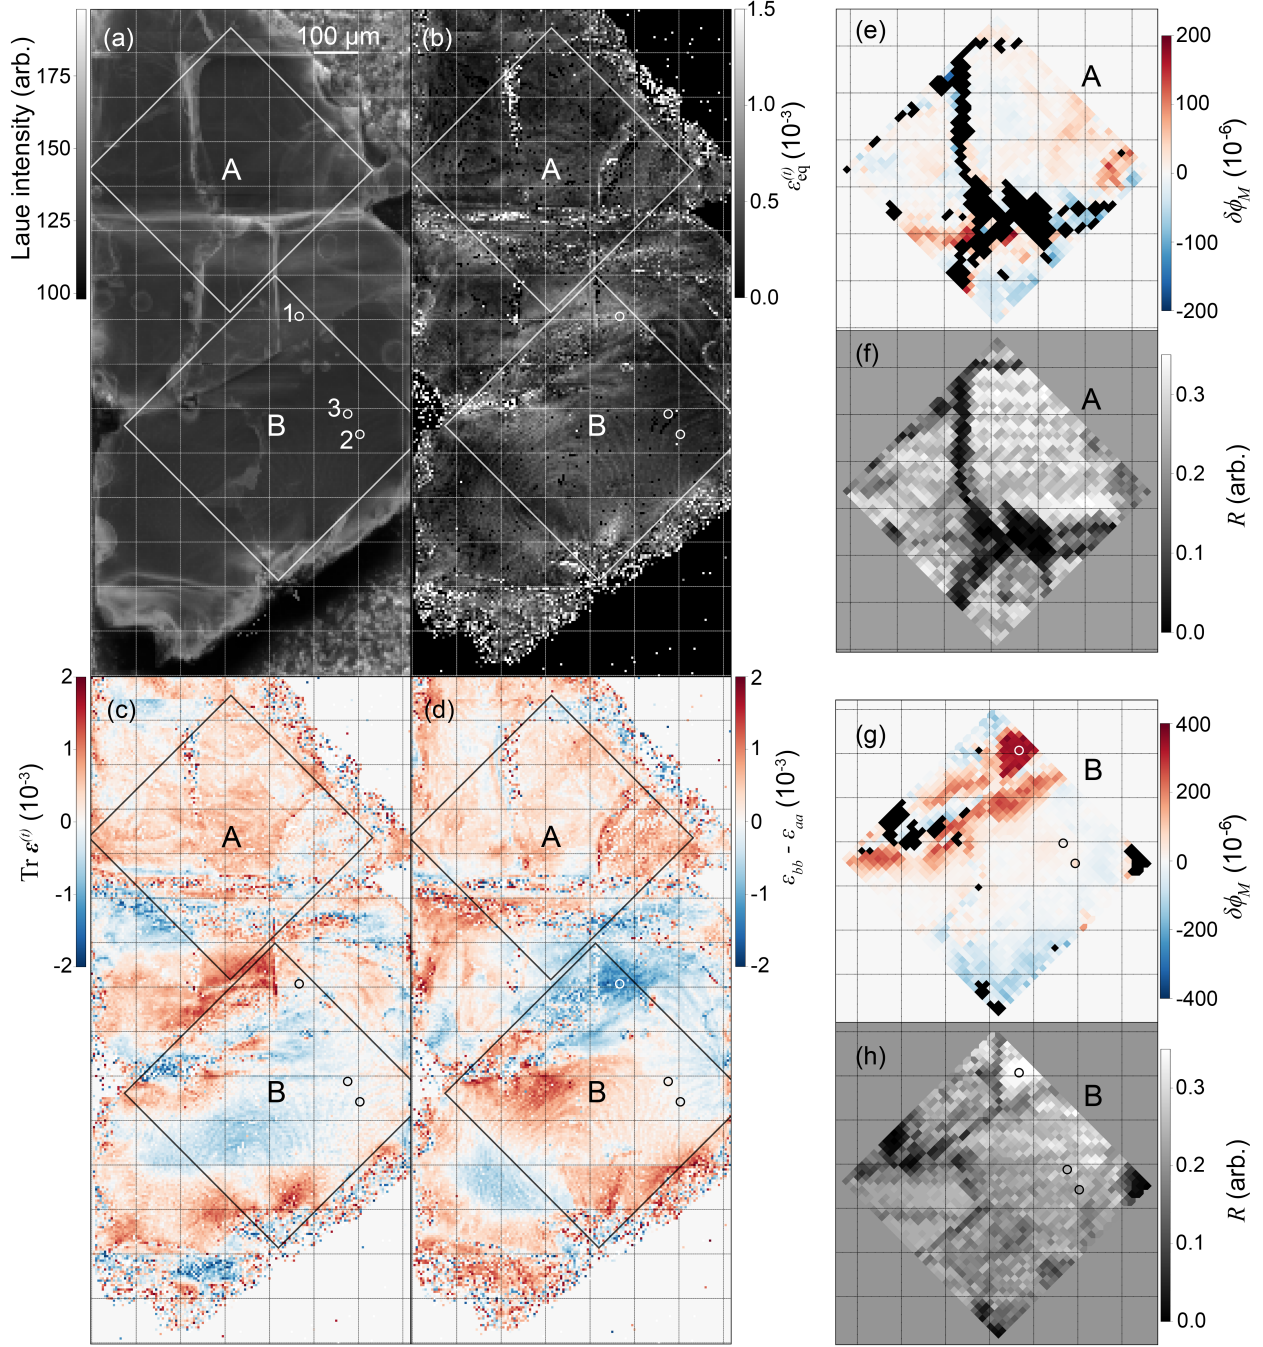 (a)
100 μm
A
1
3
B
2
Laue intensity (arb.)
175
150
125
100
(b)
A
B
1.5
1.0
0.5
0.0
ε_eq^(t) (10⁻³)
(c)
A
B
2
1
0
-1
-2
Tr ε^(t) (10⁻³)
(d)
A
B
2
1
0
-1
-2
ε_bb - ε_aa (10⁻³)
(e)
A
200
100
0
-100
-200
δϕ_M (10⁻⁶)
(f)
A
0.3
0.2
0.1
0.0
R (arb.)
(g)
B
400
200
0
-200
-400
δϕ_M (10⁻⁶)
(h)
B
0.3
0.2
0.1
0.0
R (arb.)